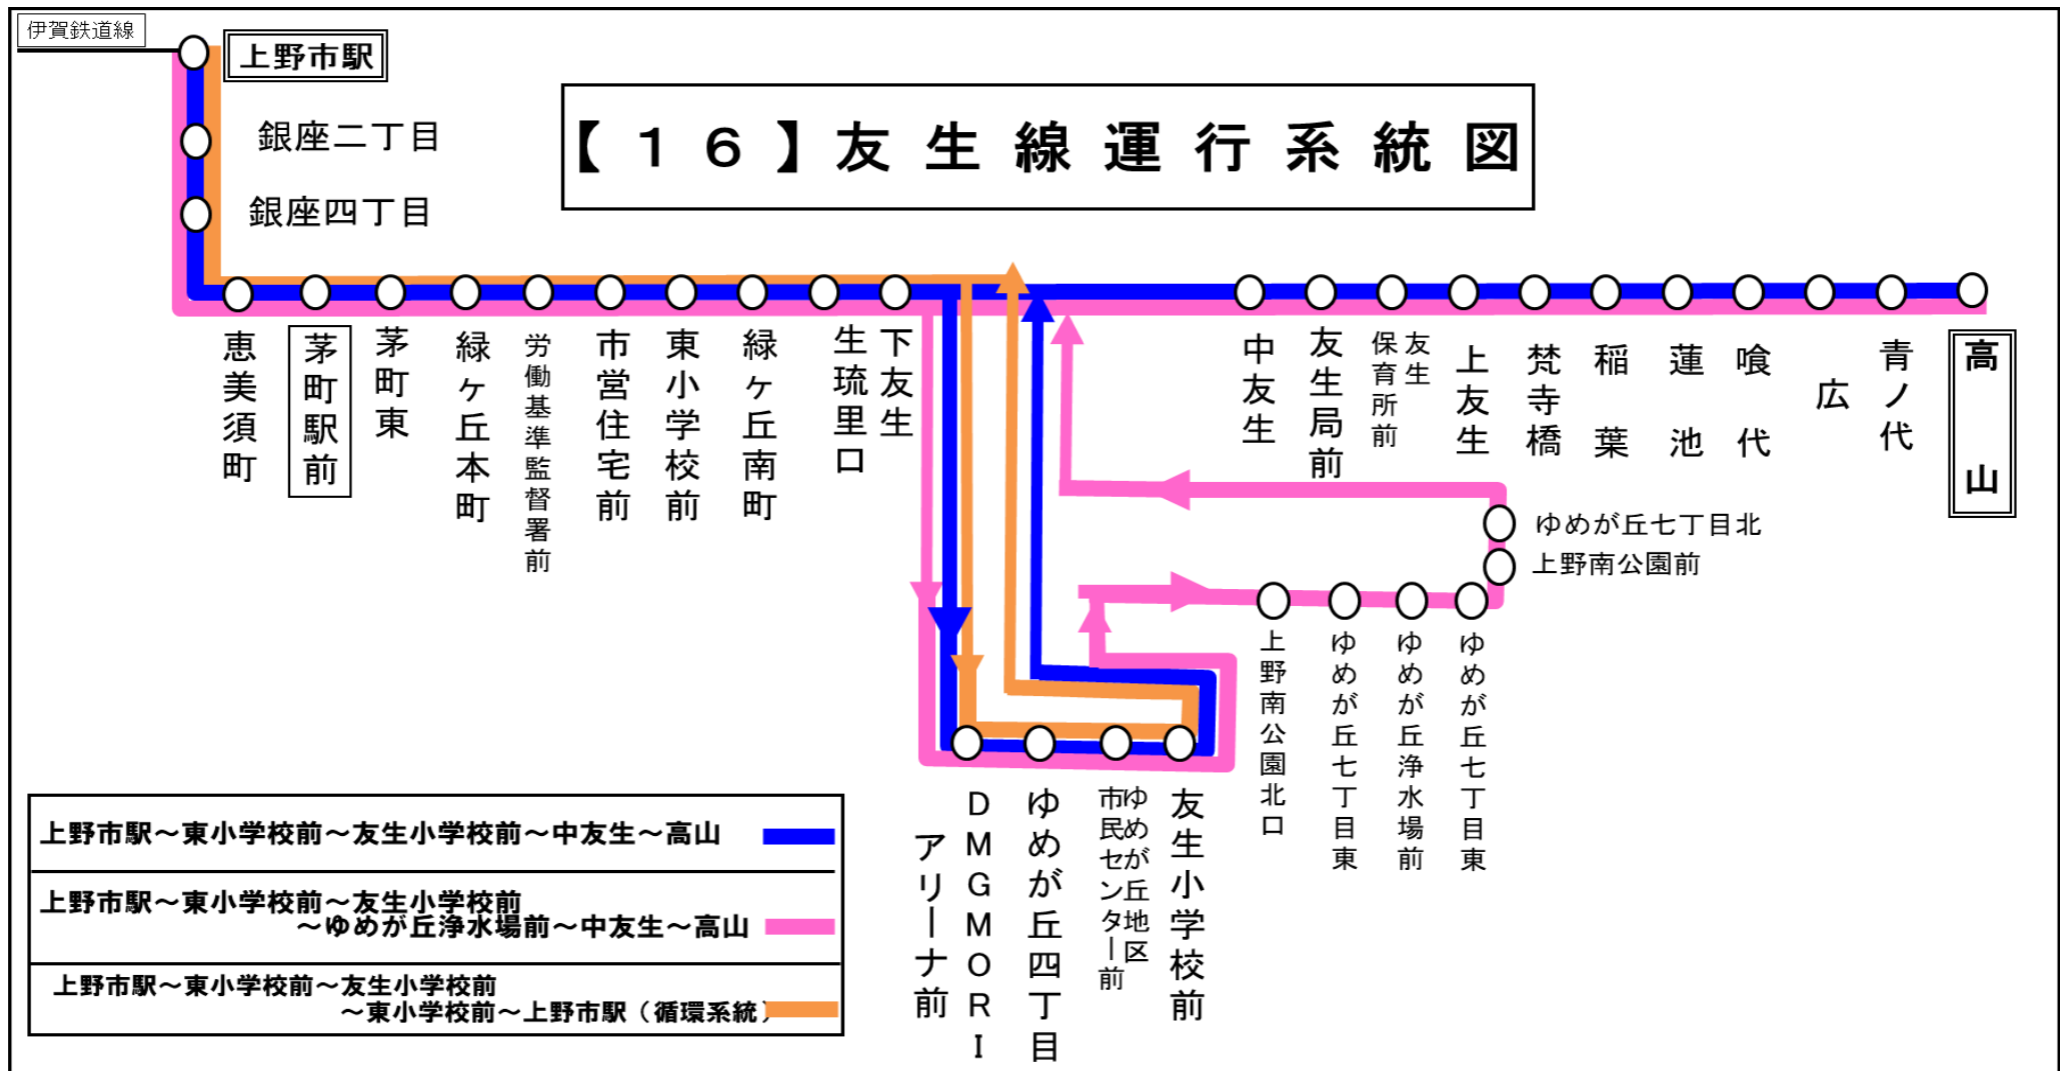 伊賀鉄道線
上野市駅
【１６】友生線運行系統図
銀座二丁目
銀座四丁目
恵美須町
茅町駅前
茅町東
緑ヶ丘本町
労働基準監督署前
市営住宅前
東小学校前
緑ヶ丘南町
生琉里口
下友生
中友生
友生局前
友生
保育所前
上友生
梵寺橋
稲葉
蓮池
喰代
広
青ノ代
高山
ゆめが丘七丁目北
上野南公園前
上野南公園北口
ゆめが丘七丁目東
ゆめが丘浄水場前
ゆめが丘七丁目東
ＤＭＧＭＯＲＩ
アリーナ前
ゆめが丘四丁目
ゆめが丘地区
市民センター前
友生小学校前
上野市駅～東小学校前～友生小学校前～中友生～高山
上野市駅～東小学校前～友生小学校前
～ゆめが丘浄水場前～中友生～高山
上野市駅～東小学校前～友生小学校前
～東小学校前～上野市駅（循環系統）